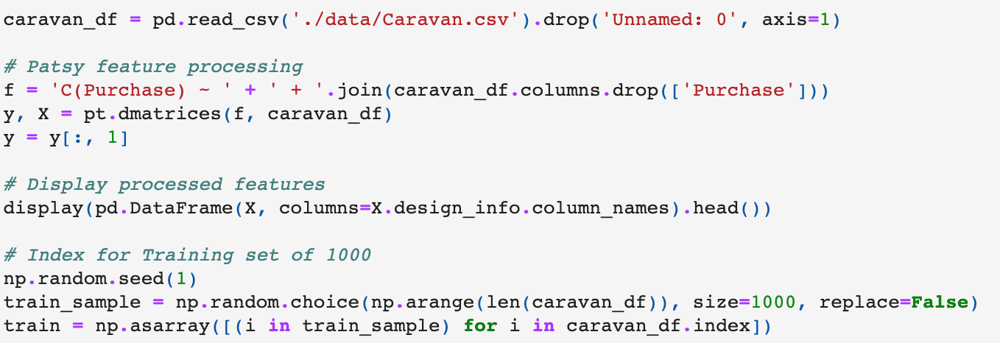 caravan_df = pd.read_csv('./data/Caravan.csv').drop('Unnamed: 0', axis=1)
# Patsy feature processing
f = 'C(Purchase) ~ ' + ' + '.join(caravan_df.columns.drop(['Purchase']))
y, X = pt.dmatrices(f, caravan_df)
y = y[:, 1]
# Display processed features
display(pd.DataFrame(X, columns=X.design_info.column_names).head())
# Index for Training set of 1000
np.random.seed(1)
train_sample = np.random.choice(np.arange(len(caravan_df)), size=1000, replace=False)
train = np.asarray([(i in train_sample) for i in caravan_df.index])